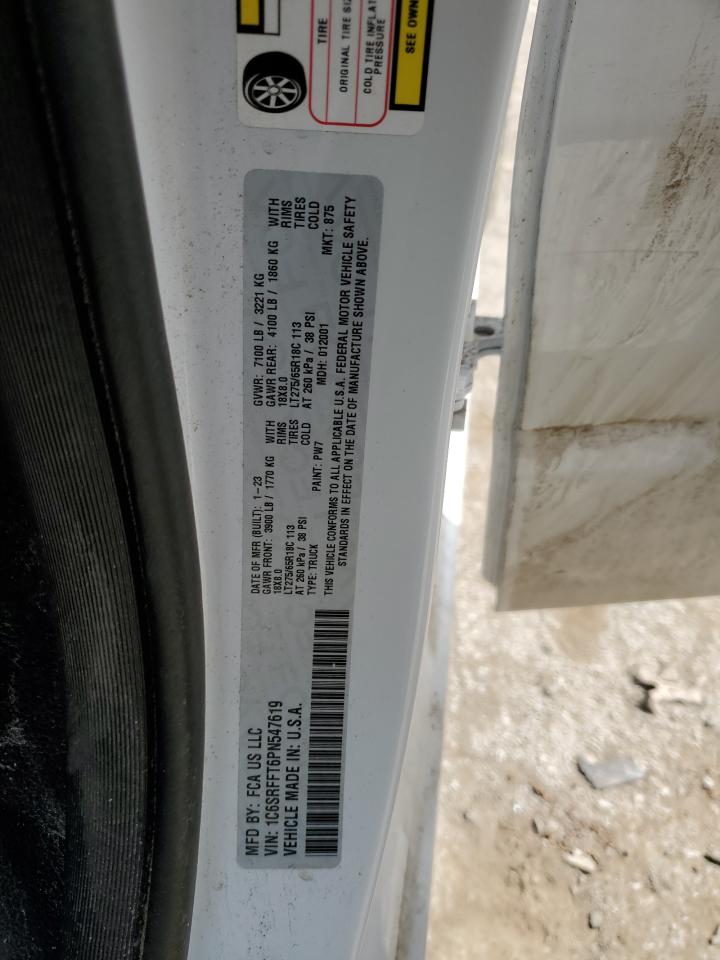 MFD BY: FCA US LLC
VIN: 1C6SRFFT6PN547619
VEHICLE MADE IN: U.S.A.
DATE OF MFR (BUILT): 1-23
GAWR FRONT: 3900 LB / 1770 KG WITH
18X8.0 RIMS
LT275/65R18C 113 TIRES
AT 260 kPa / 38 PSI COLD
TYPE: TRUCK PAINT: PW7
GVWR: 7100 LB / 3221 KG
GAWR REAR: 4100 LB / 1860 KG WITH
18X8.0 RIMS
LT275/65R18C 113 TIRES
AT 260 kPa / 38 PSI COLD
MDH: 012001 MKT: 875
THIS VEHICLE CONFORMS TO ALL APPLICABLE U.S.A. FEDERAL MOTOR VEHICLE SAFETY
STANDARDS IN EFFECT ON THE DATE OF MANUFACTURE SHOWN ABOVE.
TIRE
ORIGINAL TIRE
COLD TIRE
PRESSURE
SEE